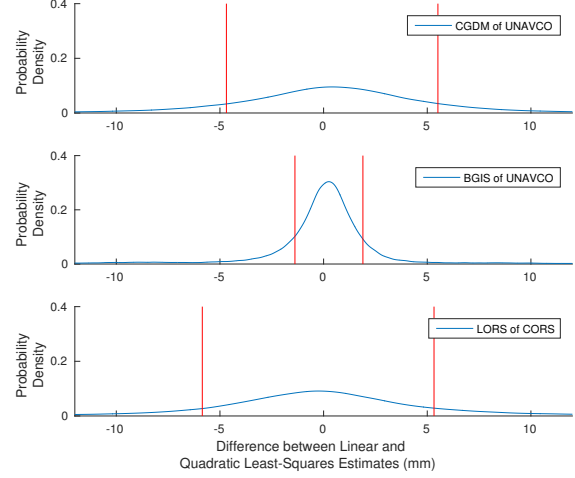 0.4
CGDM of UNAVCO
Probability
Density
0.2
0
-10 -5 0 5 10
0.4
BGIS of UNAVCO
Probability
Density
0.2
0
-10 -5 0 5 10
0.4
LORS of CORS
Probability
Density
0.2
0
-10 -5 0 5 10
Difference between Linear and
Quadratic Least-Squares Estimates (mm)